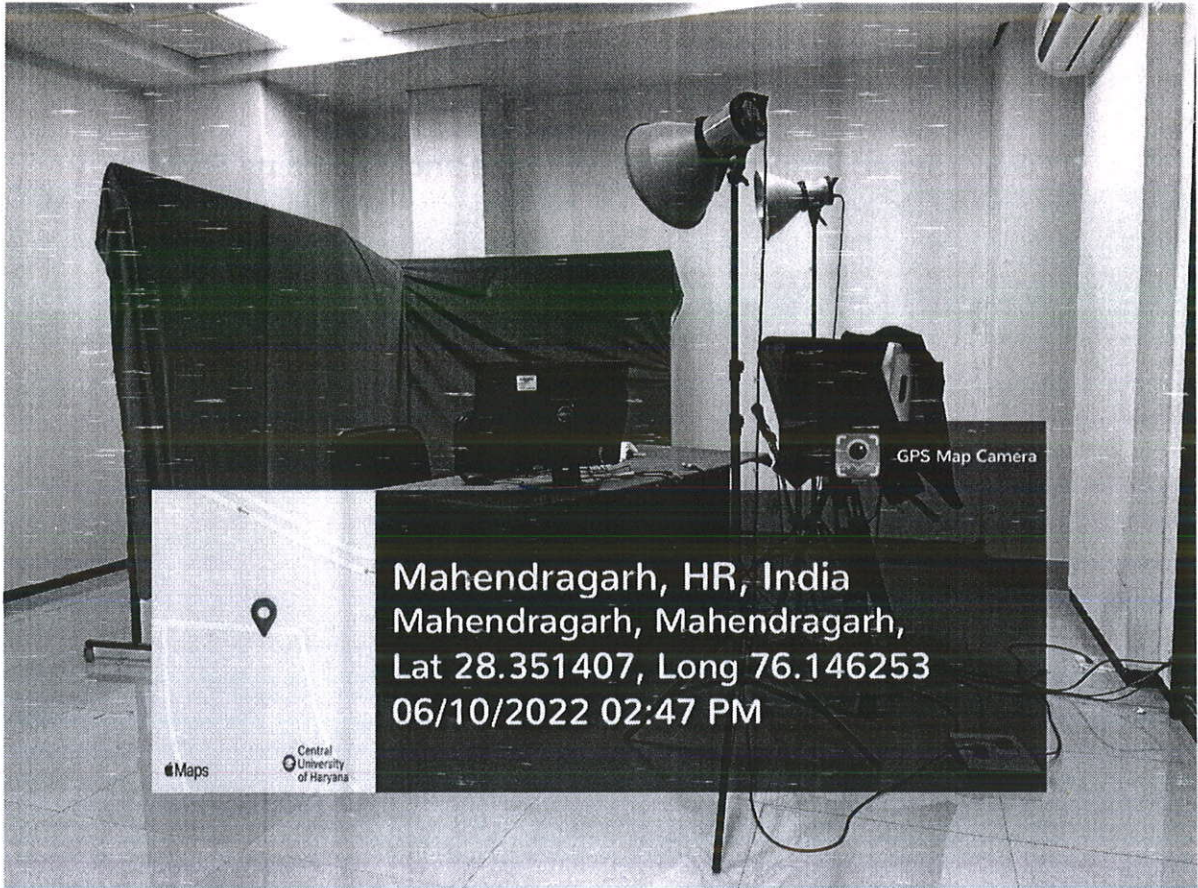 GPS Map Camera
Mahendragarh, HR, India
Mahendragarh, Mahendragarh,
Lat 28.351407, Long 76.146253
06/10/2022 02:47 PM
Maps
Central
University
of Haryana